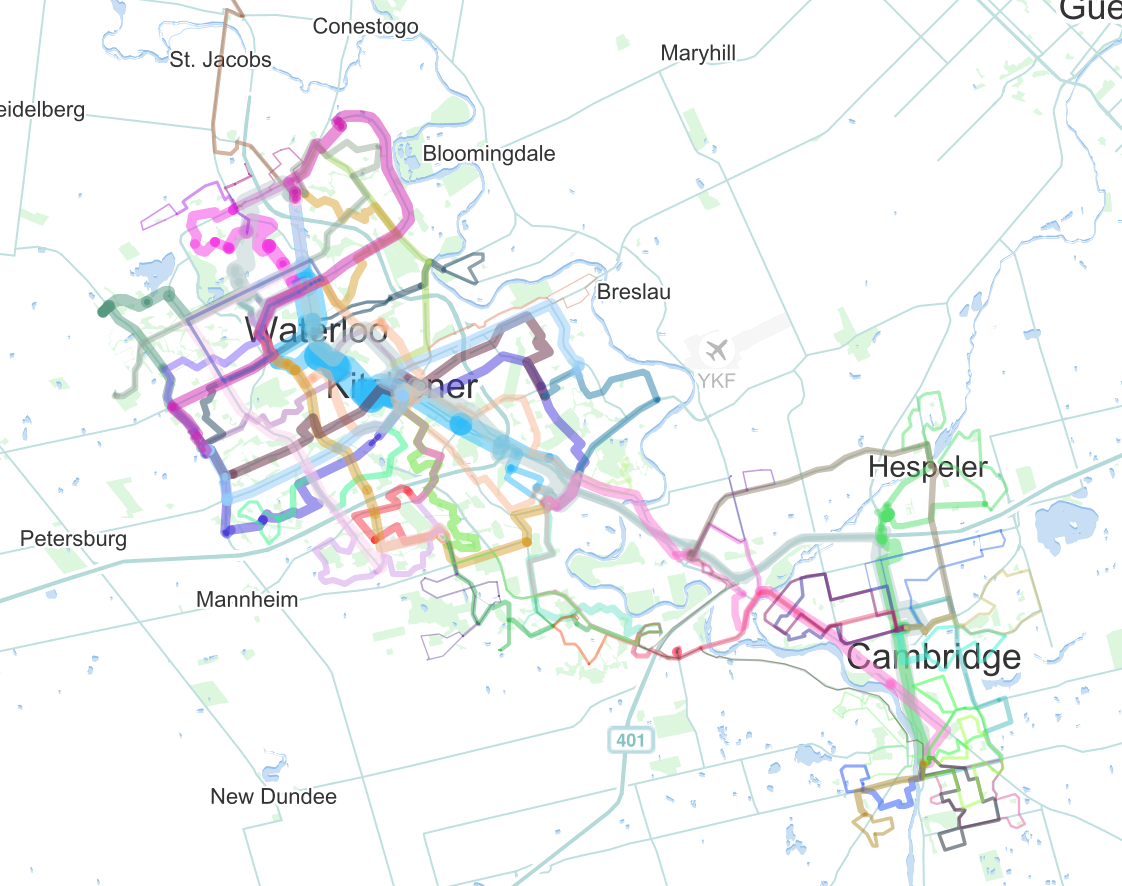 Gue
Conestogo
Maryhill
St. Jacobs
eidelberg
Bloomingdale
Breslau
Waterloo
YKF
Kitchener
Hespeler
Petersburg
Mannheim
Cambridge
401
New Dundee